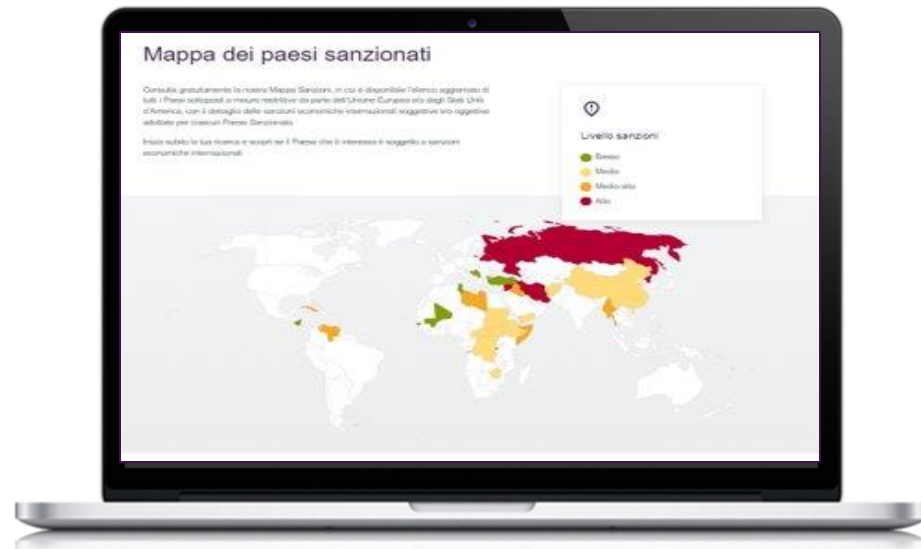 Mappa dei paesi sanzionati
Consulta gratuitamente la nostra Mappa Sanzioni, in cui è disponibile l'elenco aggiornato di
tutti i Paesi sottoposti a misure restrittive da parte dell'Unione Europea e/o degli Stati Uniti
d'America, con il dettaglio delle sanzioni economiche internazionali soggettive e/o oggettive
adottate per ciascun Paese Sanzionato.
Inizia subito la tua ricerca e scopri se il Paese che ti interessa è soggetto a sanzioni
economiche internazionali
Livello sanzioni
Basso
Medio
Medio-alto
Alto